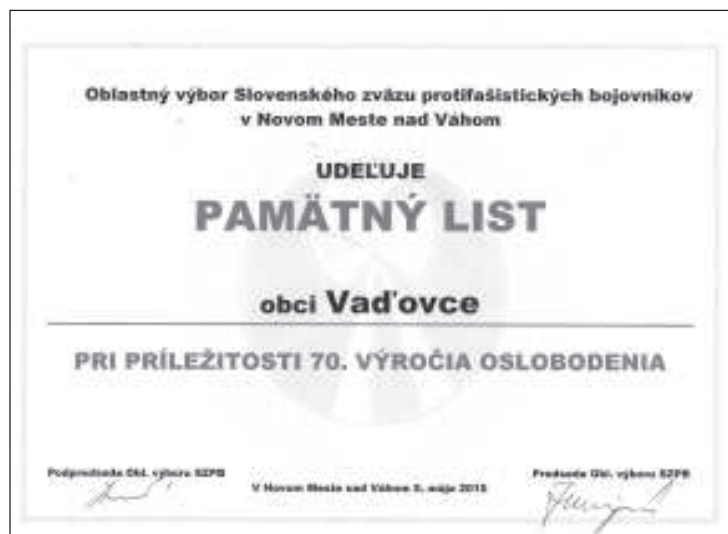 Oblastný výbor Slovenského zväzu protifašistických bojovníkov
v Novom Meste nad Váhom
UDEĽUJE
PAMÄTNÝ LIST
obci Vaďovce
PRI PRÍLEŽITOSTI 70. VÝROČIA OSLOBODENIA
Podpredseda Obl. výboru SZPB
Predseda Obl. výboru SZPB
V Novom Meste nad Váhom 5. mája 2015